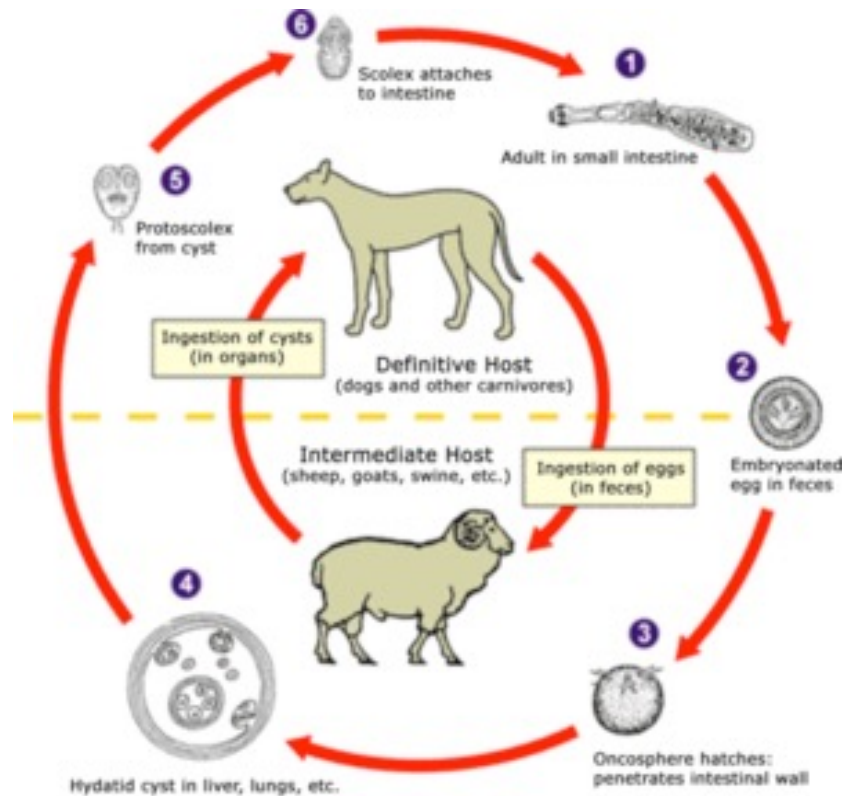 6
Scolex attaches
to intestine
1
Adult in small intestine
5
Protoscolex
from cyst
Ingestion of cysts
(in organs)
Definitive Host
(dogs and other carnivores)
2
Embryonated
egg in feces
Intermediate Host
(sheep, goats, swine, etc.)
Ingestion of eggs
(in feces)
4
Hydatid cyst in liver, lungs, etc.
3
Oncosphere hatches:
penetrates intestinal wall